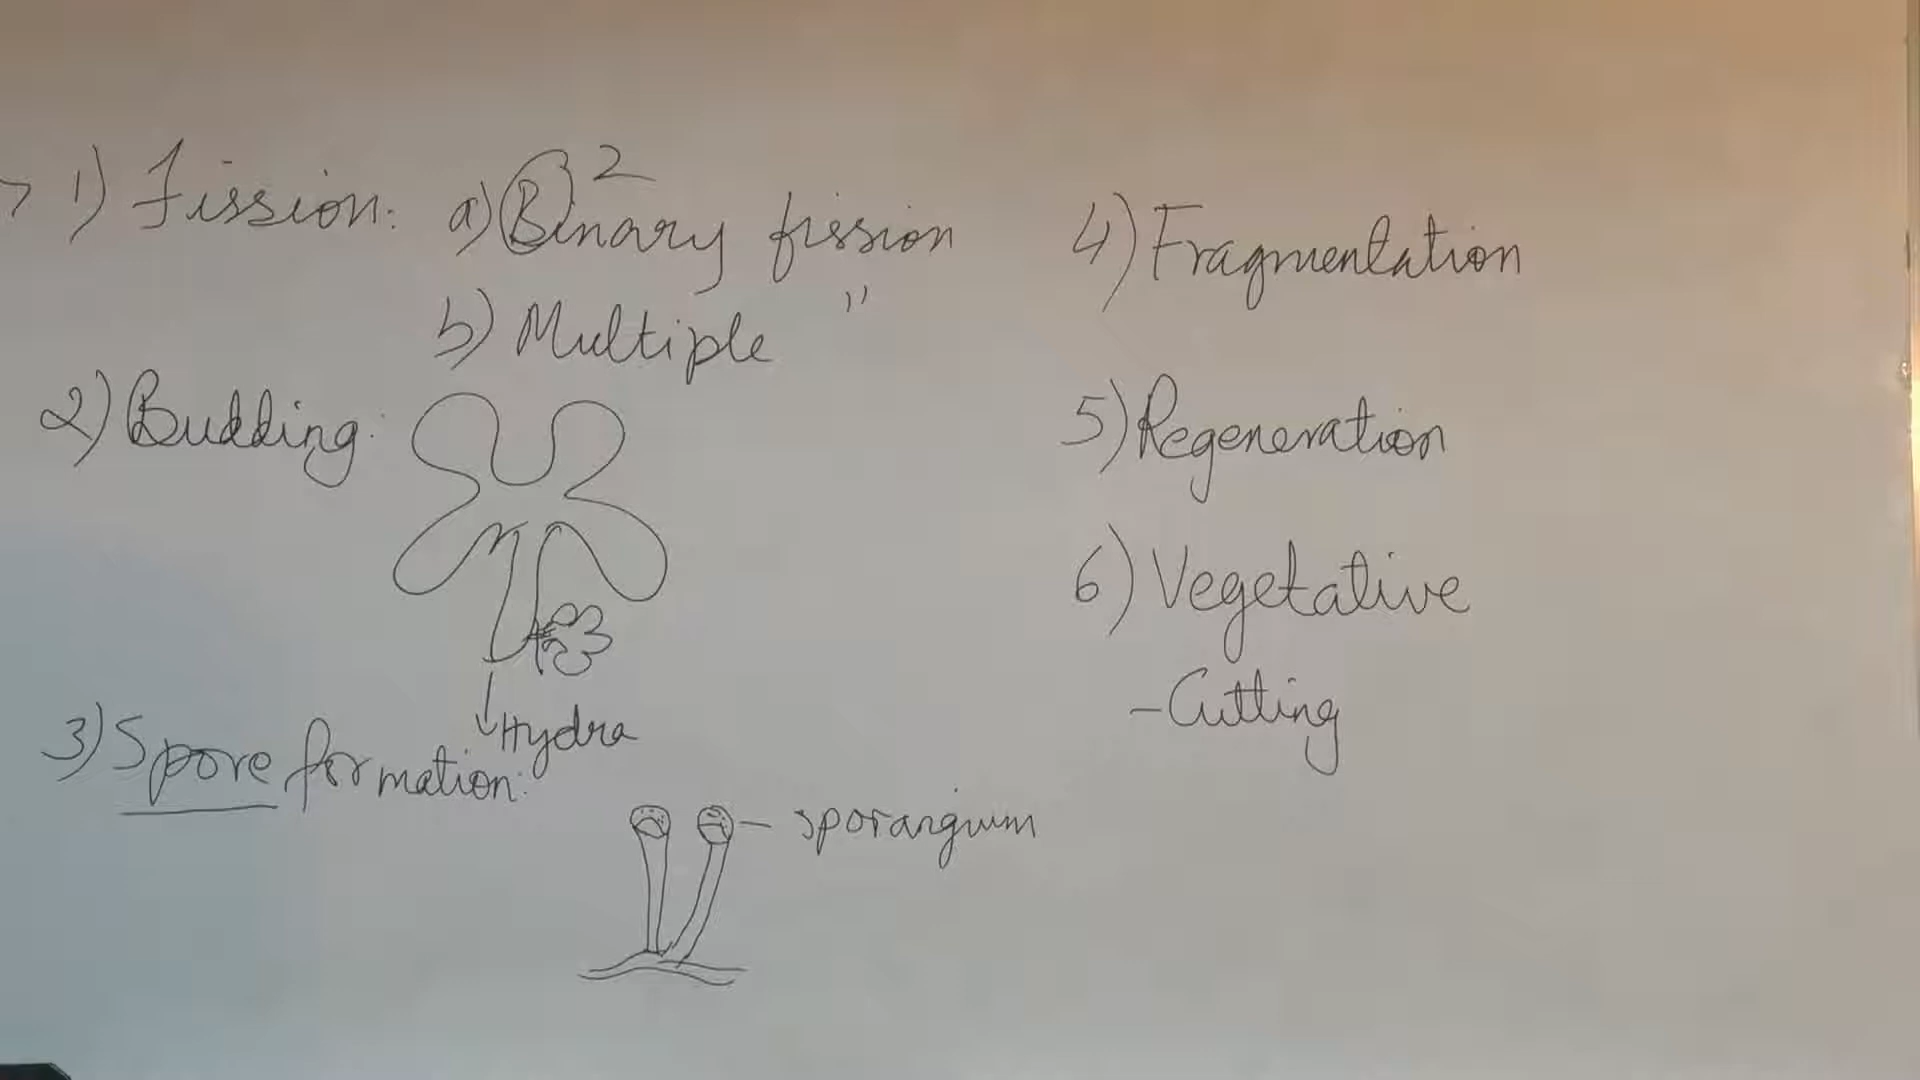 1) Fission: a) Binary fission
2
b) Multiple "
2) Budding:
Hydra
3) Spore formation:
sporangium
4) Fragmentation
5) Regeneration
6) Vegetative
- Cutting